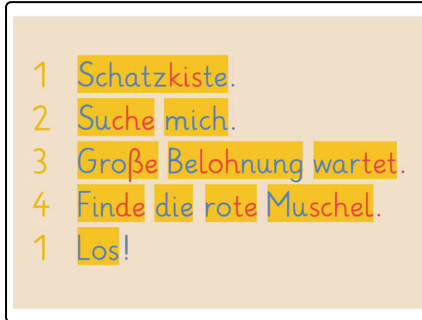 1 Schatzkiste.
2 Suche mich.
3 Große Belohnung wartet.
4 Finde die rote Muschel.
1 Los!